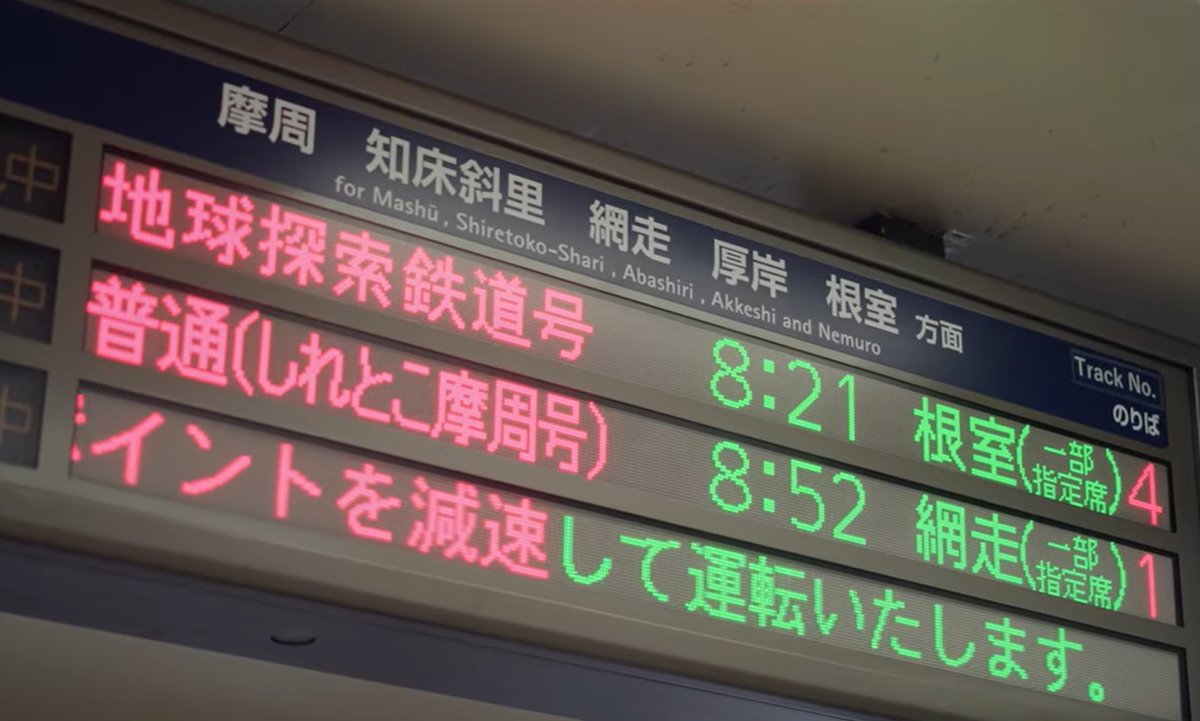 摩周 知床斜里 網走 厚岸 根室 方面
for Mashū , Shiretoko-Shari , Abashiri , Akkeshi and Nemuro
Track No.
のりば
中
地球探索鉄道号 8:21 根室(一部指定席) 4
中
普通(しれとこ摩周号) 8:52 網走(一部指定席) 1
中
イントを減速して運転いたします。